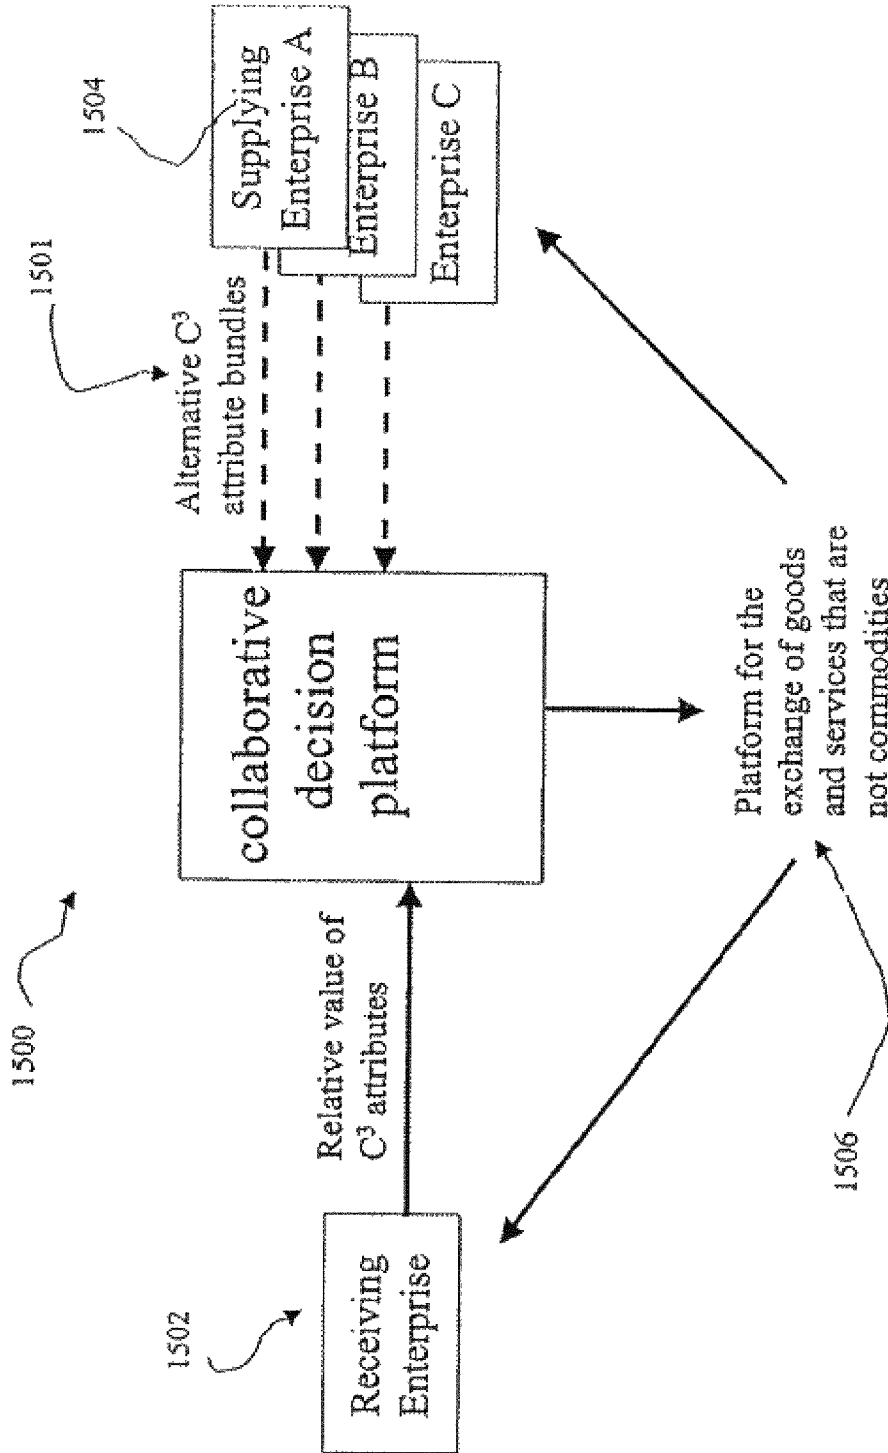 1500
1501
1504
Supplying
Enterprise A
Enterprise B
Enterprise C
Alternative C³
attribute bundles
collaborative
decision
platform
Relative value of
C³ attributes
1502
Receiving
Enterprise
Platform for the
exchange of goods
and services that are
not commodities
1506